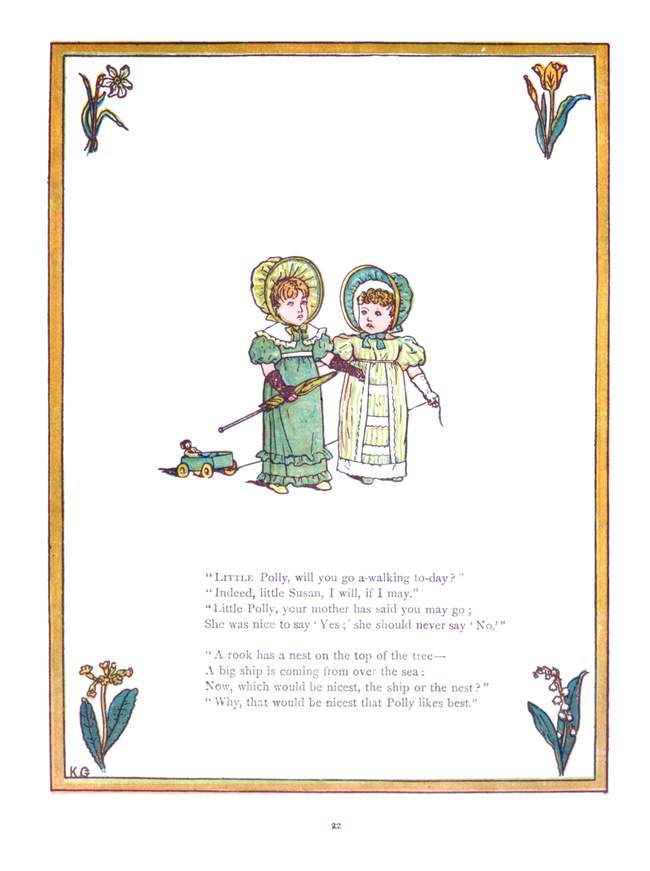 “LITTLE Polly, will you go a-walking to-day?”
“Indeed, little Susan, I will, if I may.”
“Little Polly, your mother has said you may go;
She was nice to say ‘Yes;’ she should never say ‘No.’”
“A rook has a nest on the top of the tree—
A big ship is coming from over the sea:
Now, which would be nicest, the ship or the nest?”
“Why, that would be nicest that Polly likes best.”
KG
22